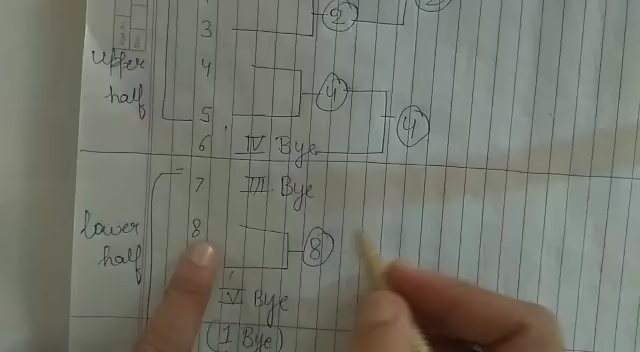 2
3
upper half
4
4
5
4
6 IV Bye
7 III. Bye
lower half
8
8
IV Bye
(1 Bye)